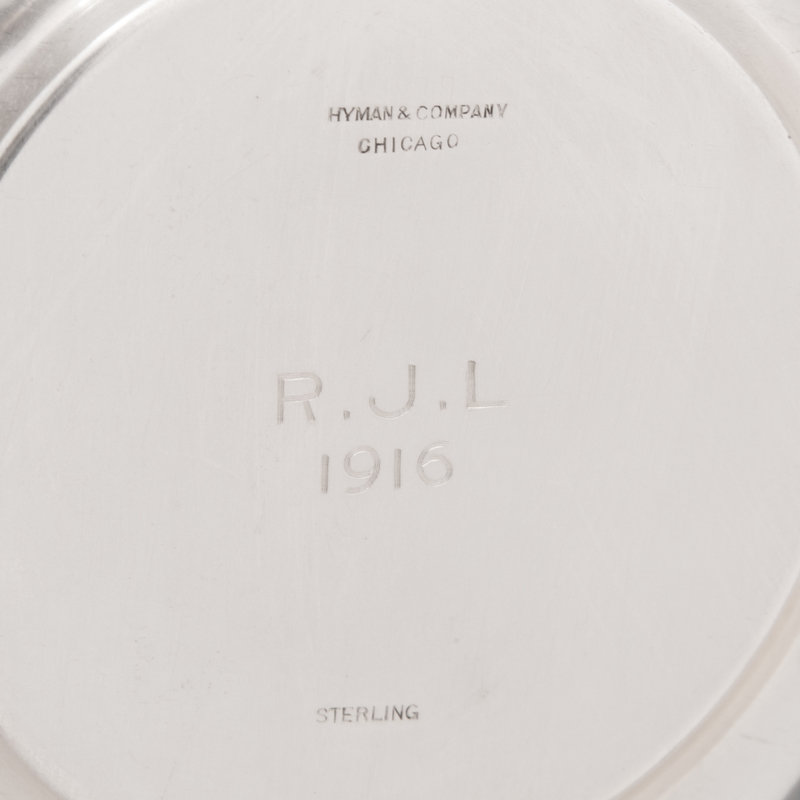 HYMAN & COMPANY
CHICAGO
R.J.L
1916
STERLING